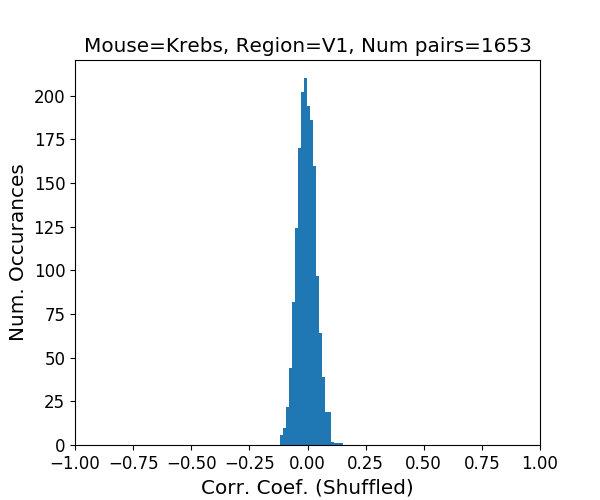 Mouse=Krebs, Region=V1, Num pairs=1653
Num. Occurances
200
175
150
125
100
75
50
25
0
−1.00 −0.75 −0.50 −0.25 0.00 0.25 0.50 0.75 1.00
Corr. Coef. (Shuffled)